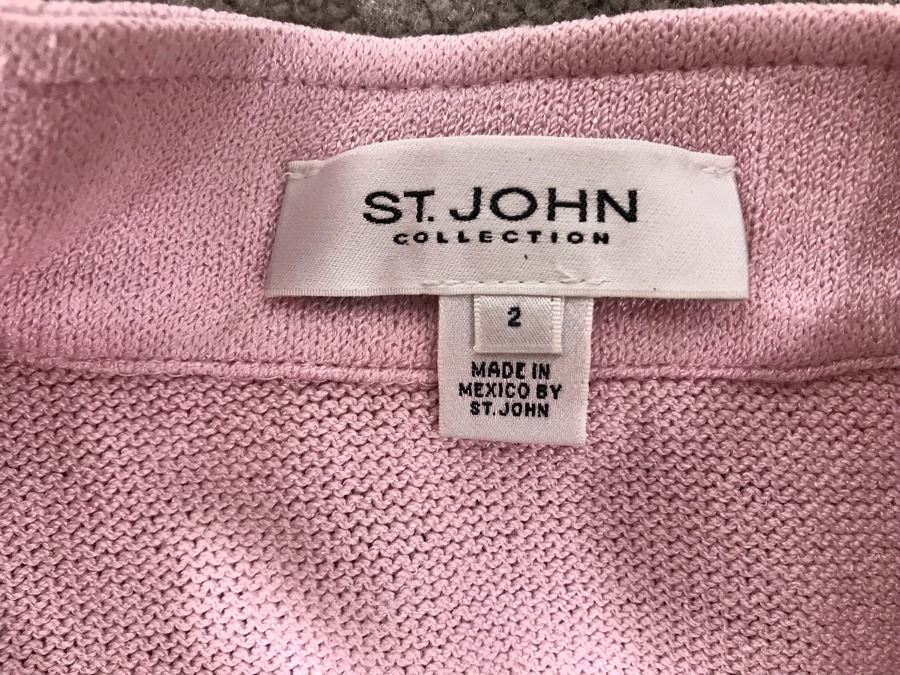 ST. JOHN
COLLECTION
2
MADE IN
MEXICO BY
ST. JOHN